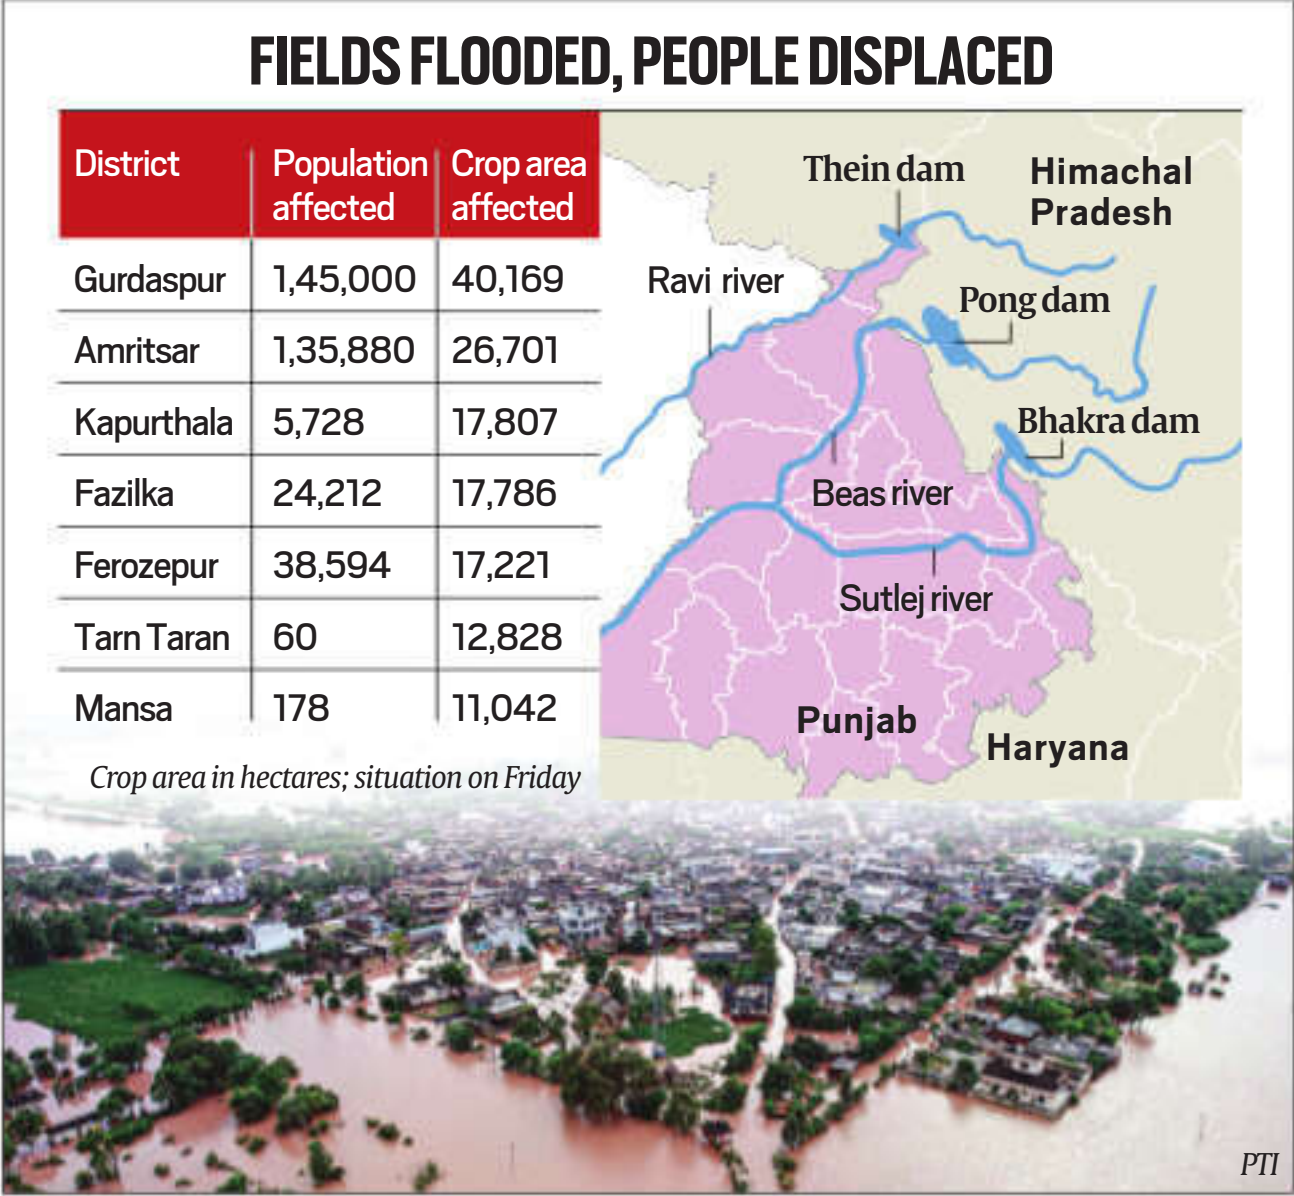 FIELDS FLOODED, PEOPLE DISPLACED
District Population affected Crop area affected
Gurdaspur 1,45,000 40,169
Amritsar 1,35,880 26,701
Kapurthala 5,728 17,807
Fazilka 24,212 17,786
Ferozepur 38,594 17,221
Tarn Taran 60 12,828
Mansa 178 11,042
Crop area in hectares; situation on Friday
Thein dam
Himachal
Pradesh
Ravi river
Pong dam
Bhakra dam
Beas river
Sutlej river
Punjab
Haryana
PTI